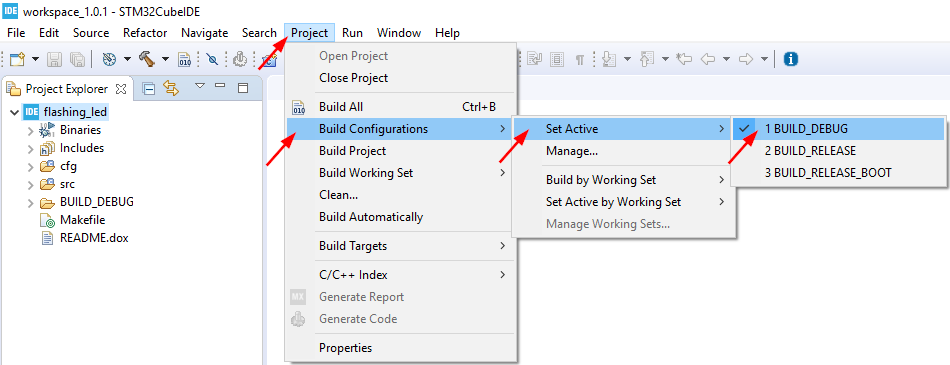 IDE workspace_1.0.1 - STM32CubeIDE
File Edit Source Refactor Navigate Search Project Run Window Help
Project Explorer
IDE flashing_led
Binaries
Includes
cfg
src
BUILD_DEBUG
Makefile
README.dox
Open Project
Close Project
010 Build All Ctrl+B
Build Configurations
Build Project
Build Working Set
Clean...
Build Automatically
Build Targets
C/C++ Index
MX Generate Report
Generate Code
Properties
Set Active
Manage...
Build by Working Set
Set Active by Working Set
Manage Working Sets...
1 BUILD_DEBUG
2 BUILD_RELEASE
3 BUILD_RELEASE_BOOT